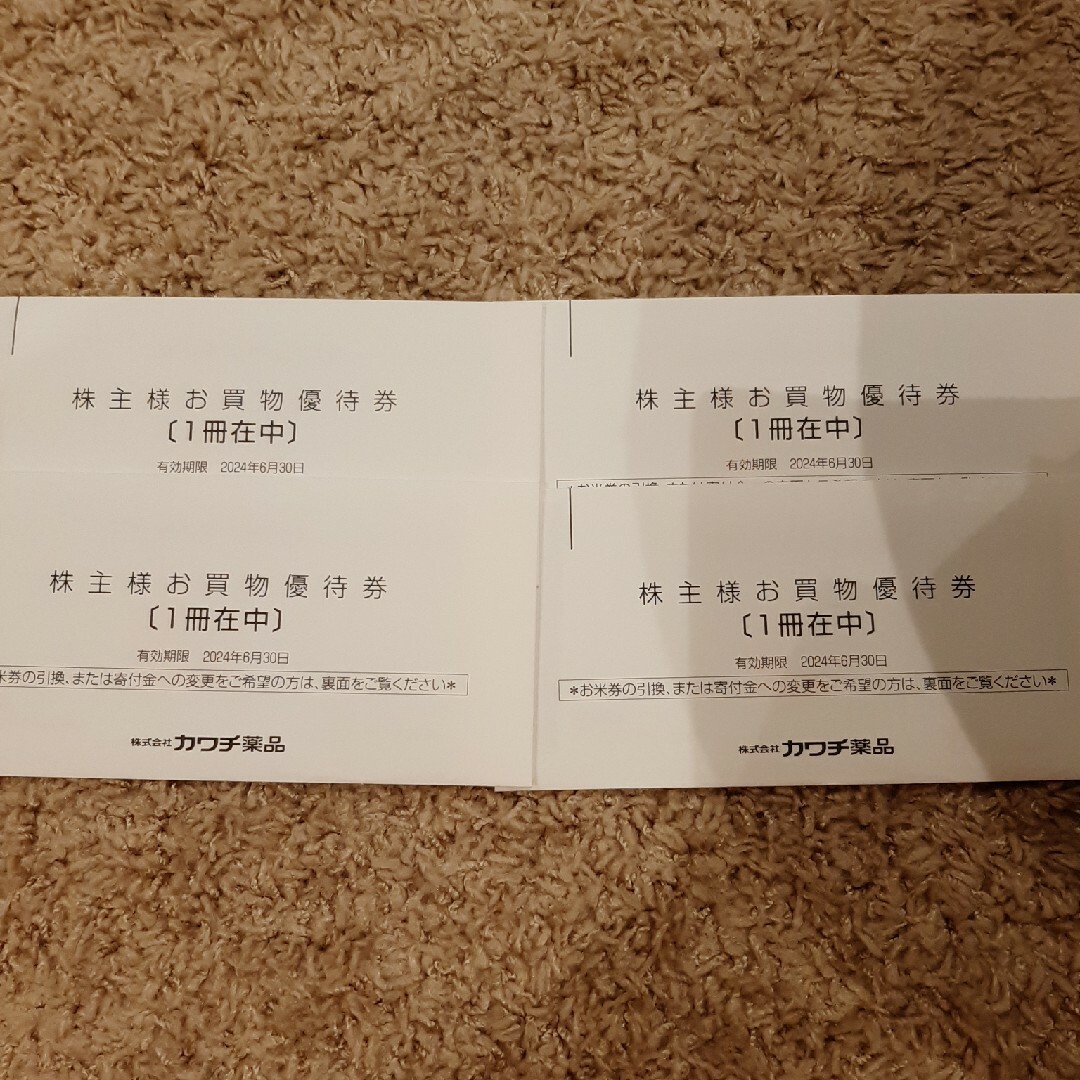 株主様お買物優待券
〔1冊在中〕
有効期限 2024年6月30日
株主様お買物優待券
〔1冊在中〕
有効期限 2024年6月30日
株主様お買物優待券
〔1冊在中〕
有効期限 2024年6月30日
米券の引換、または寄付金への変更をご希望の方は、裏面をご覧ください*
株式会社カワチ薬品
株主様お買物優待券
〔1冊在中〕
有効期限 2024年6月30日
*お米券の引換、または寄付金への変更をご希望の方は、裏面をご覧ください*
株式会社カワチ薬品